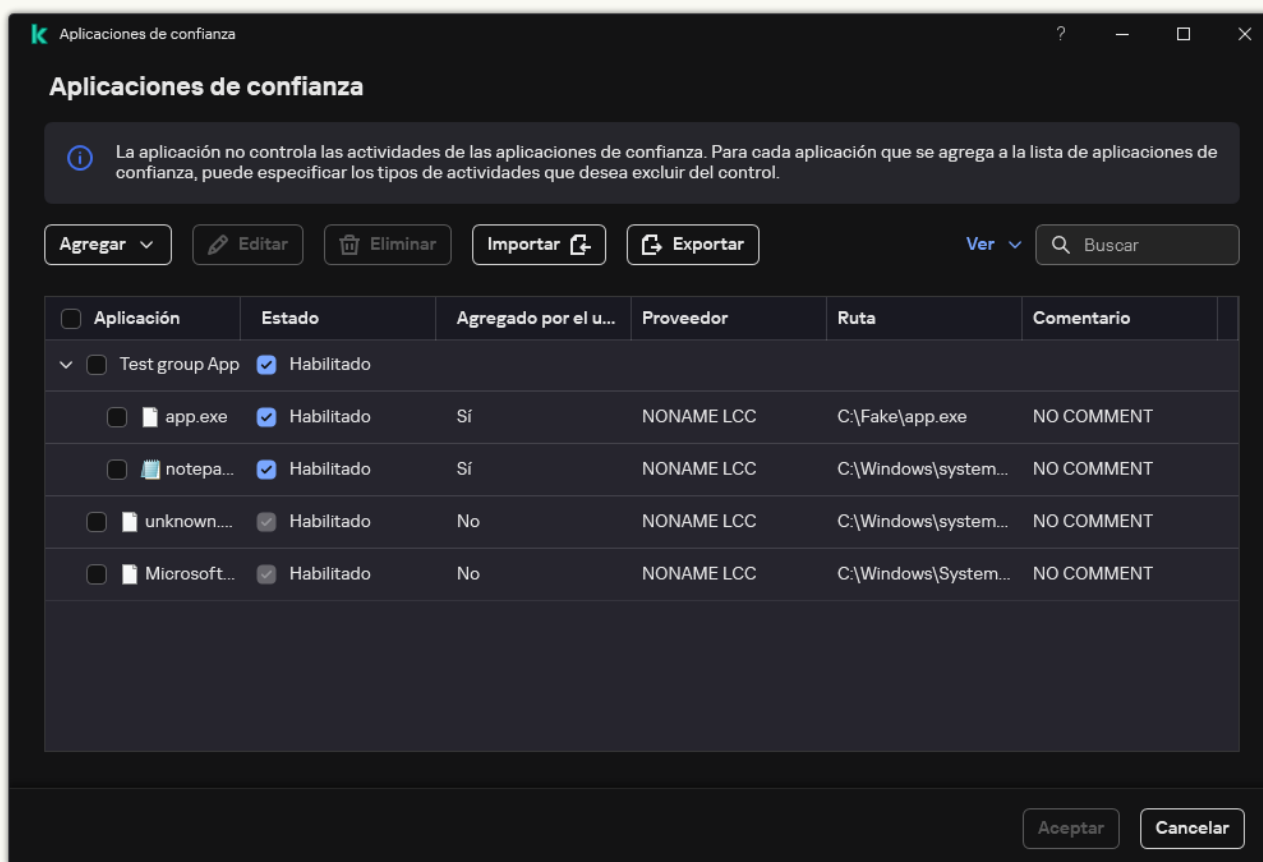 Aplicaciones de confianza
Aplicaciones de confianza
La aplicación no controla las actividades de las aplicaciones de confianza. Para cada aplicación que se agrega a la lista de aplicaciones de
confianza, puede especificar los tipos de actividades que desea excluir del control.
Agregar Editar Eliminar Importar Exportar Ver Buscar
Aplicación Estado Agregado por el u... Proveedor Ruta Comentario
Test group App Habilitado
app.exe Habilitado Sí NONAME LCC C:\Fake\app.exe NO COMMENT
notepa... Habilitado Sí NONAME LCC C:\Windows\system... NO COMMENT
unknown.... Habilitado No NONAME LCC C:\Windows\system... NO COMMENT
Microsoft... Habilitado No NONAME LCC C:\Windows\System... NO COMMENT
Aceptar Cancelar